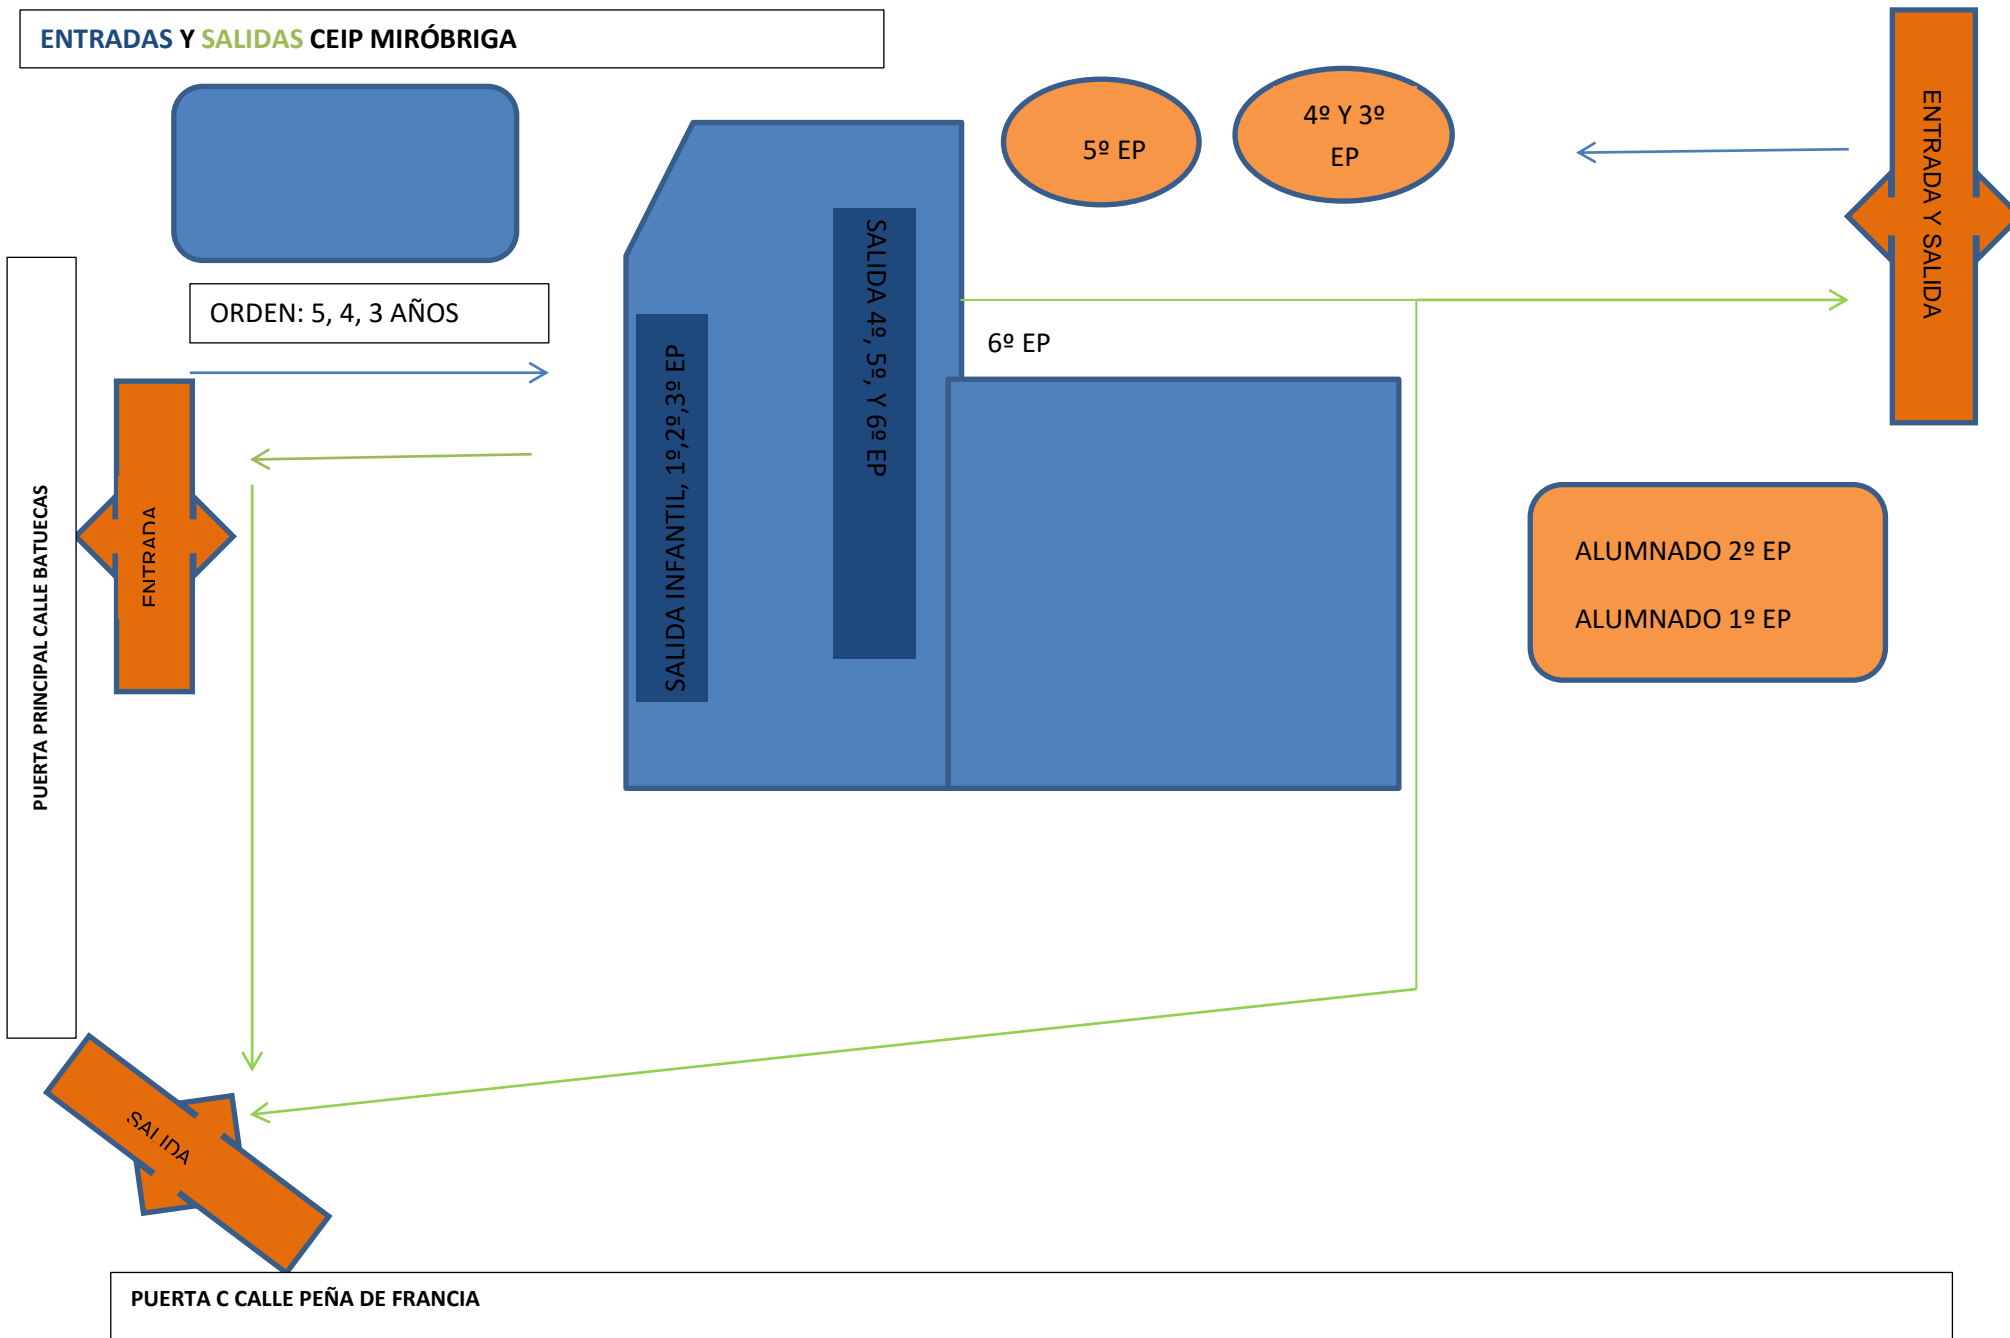 ENTRADAS Y SALIDAS CEIP MIRÓBRIGA
5º EP
4º Y 3º
EP
ENTRADA Y SALIDA
ORDEN: 5, 4, 3 AÑOS
SALIDA 4º, 5º, Y 6º EP
6º EP
SALIDA INFANTIL, 1º,2º,3º EP
ENTRADA
PUERTA PRINCIPAL CALLE BATUECAS
ALUMNADO 2º EP
ALUMNADO 1º EP
SALIDA
PUERTA C CALLE PEÑA DE FRANCIA